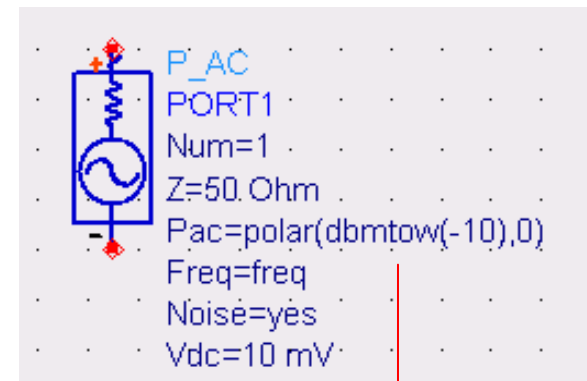 P_AC
PORT1
Num=1
Z=50 Ohm
Pac=polar(dbmtow(-10),0)
Freq=freq
Noise=yes
Vdc=10 mV